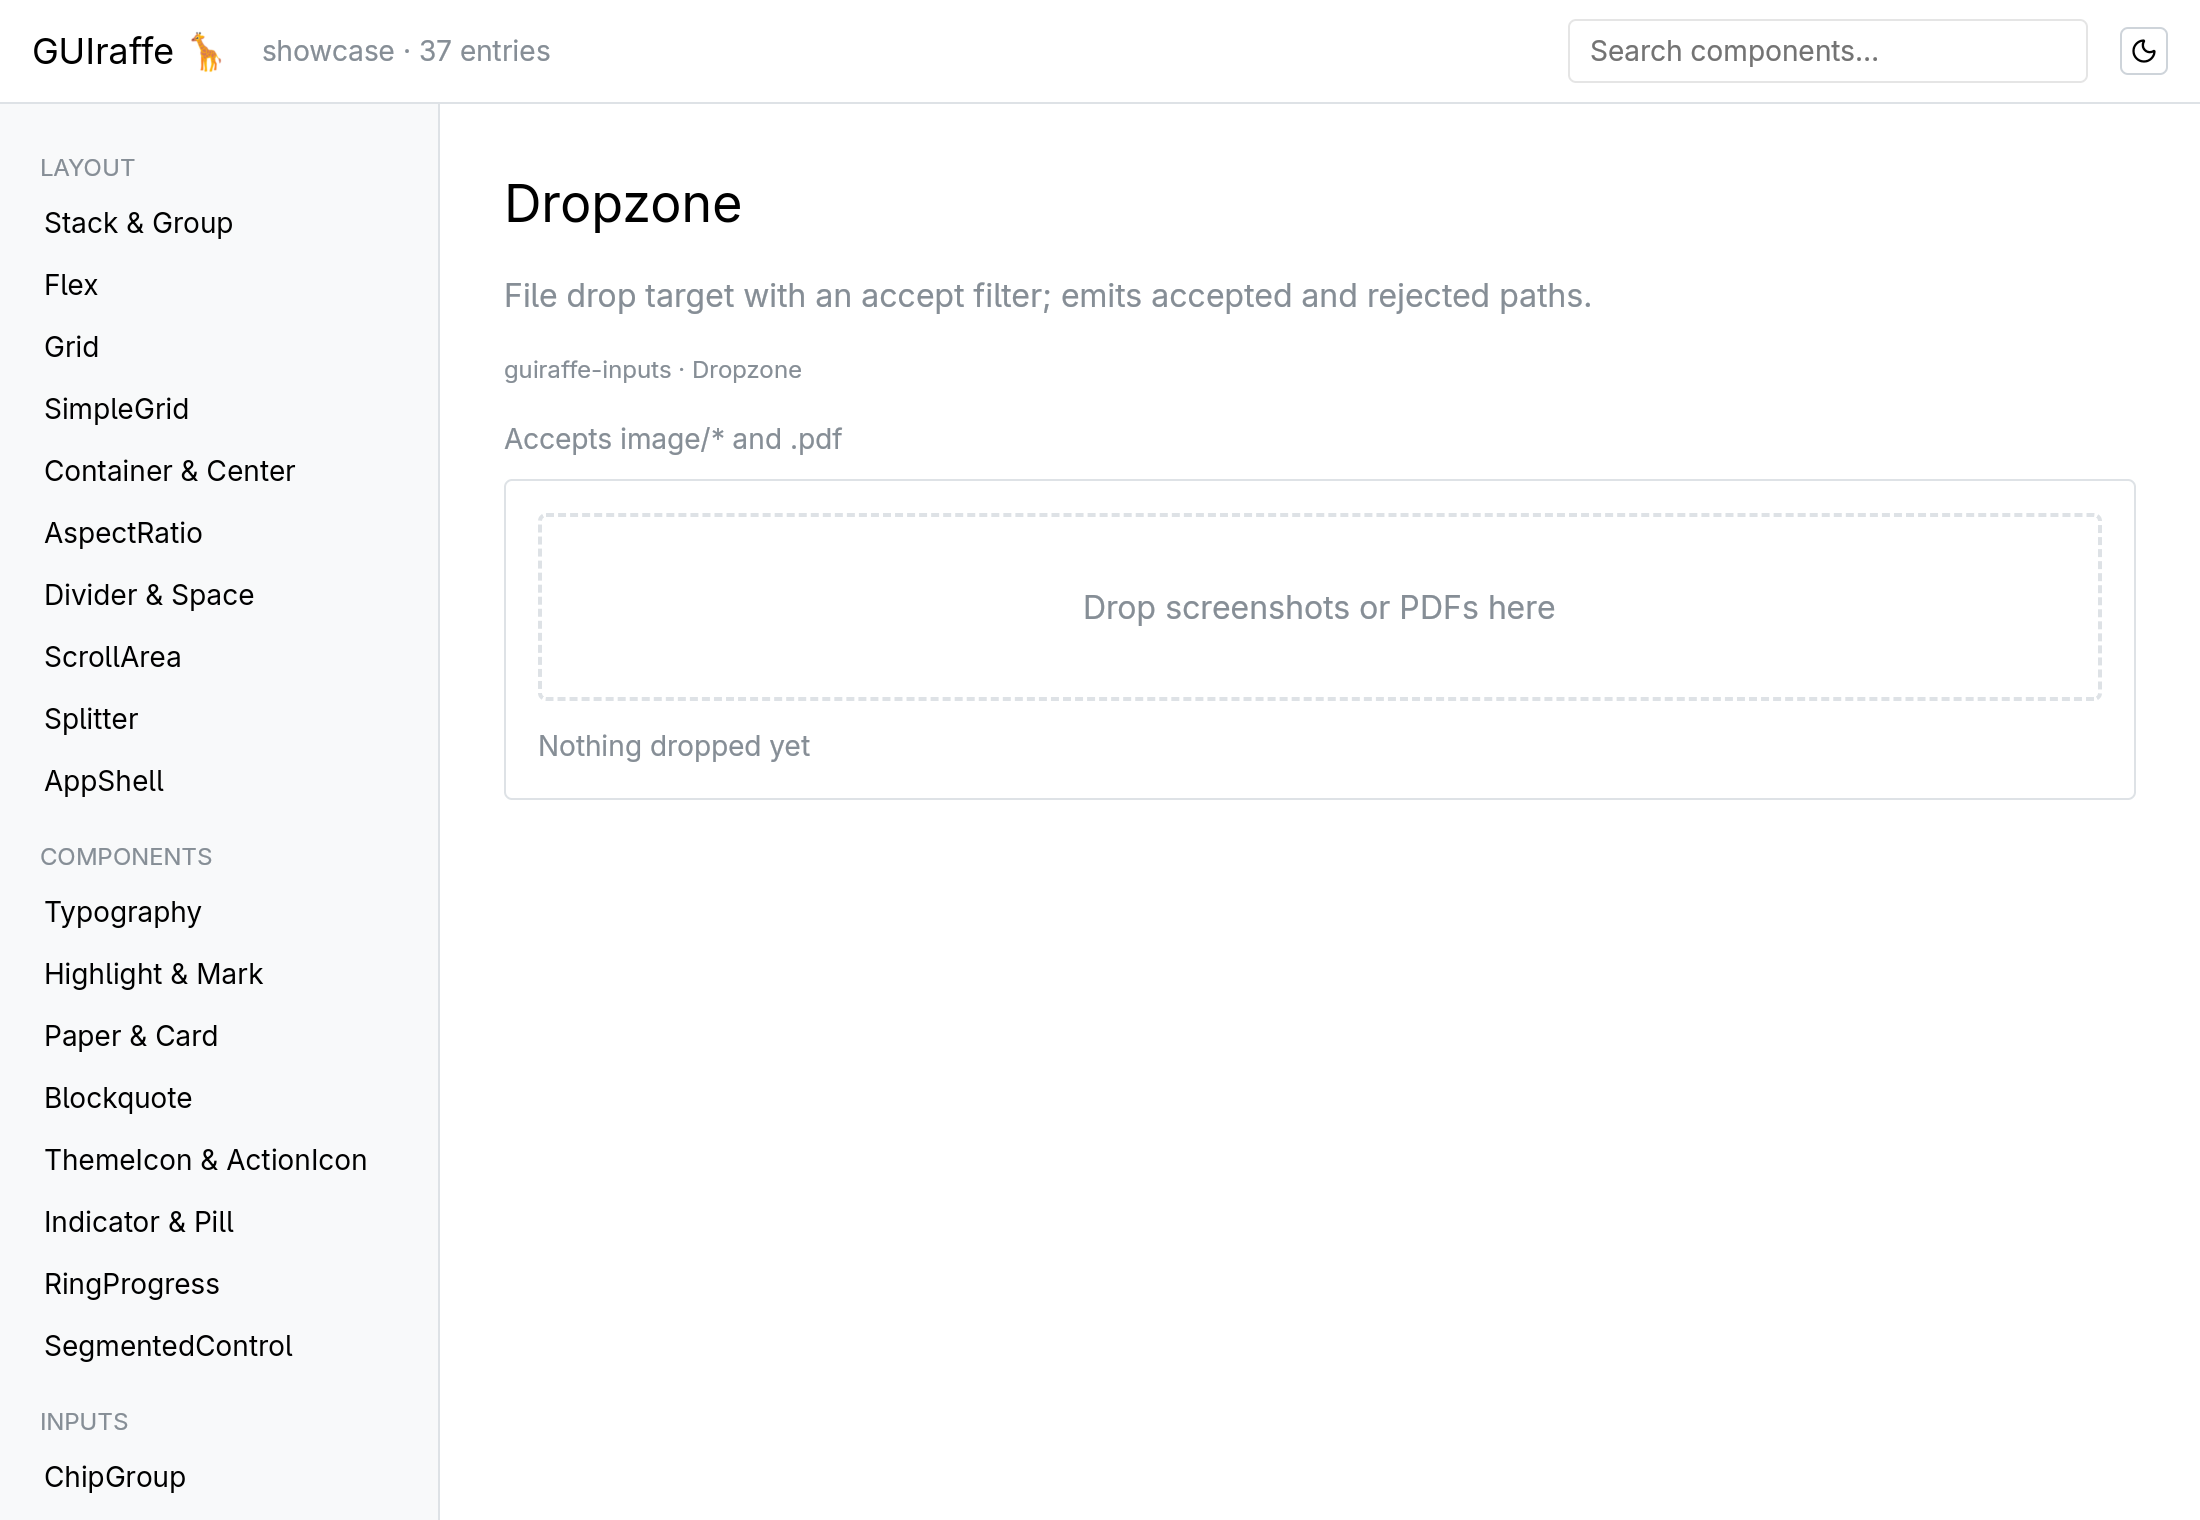 GUIraffe 🦒 showcase · 37 entries
Search components...
LAYOUT
Stack & Group
Flex
Grid
SimpleGrid
Container & Center
AspectRatio
Divider & Space
ScrollArea
Splitter
AppShell
COMPONENTS
Typography
Highlight & Mark
Paper & Card
Blockquote
ThemeIcon & ActionIcon
Indicator & Pill
RingProgress
SegmentedControl
INPUTS
ChipGroup
Dropzone
File drop target with an accept filter; emits accepted and rejected paths.
guiraffe-inputs · Dropzone
Accepts image/* and .pdf
Drop screenshots or PDFs here
Nothing dropped yet